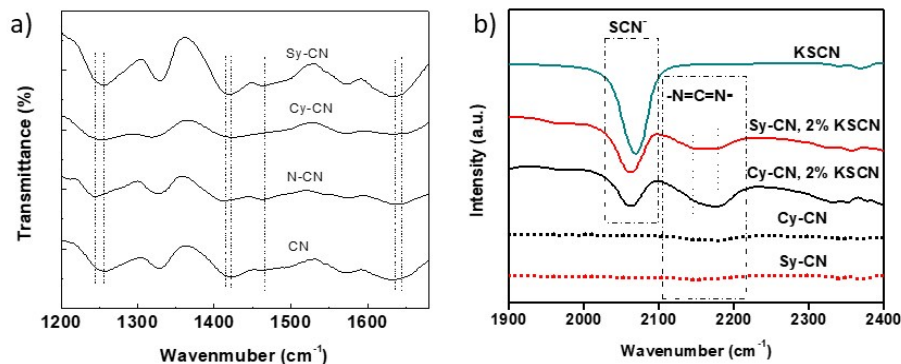 a)
Sy-CN
Cy-CN
N-CN
CN
Transmittance (%)
1200 1300 1400 1500 1600
Wavenmuber (cm⁻¹)
b)
SCN⁻
KSCN
-N=C=N-
Sy-CN, 2% KSCN
Cy-CN, 2% KSCN
Cy-CN
Sy-CN
Intensity (a.u.)
1900 2000 2100 2200 2300 2400
Wavenumber (cm⁻¹)